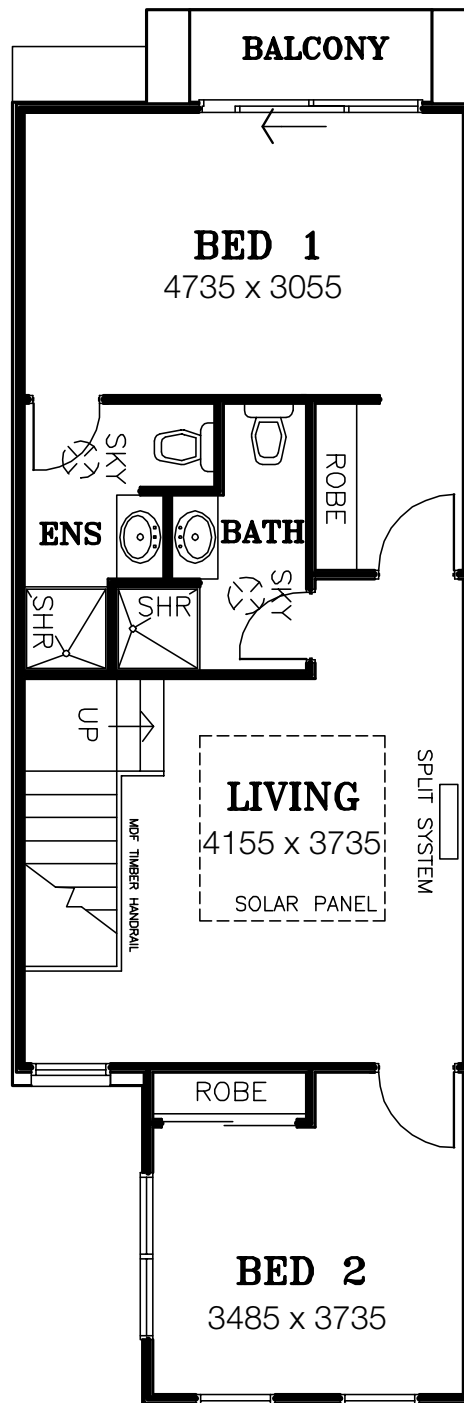 BALCONY
BED 1
4735 x 3055
SKY
ROBE
ENS
BATH
SKY
SHR
SHR
UP
LIVING
4155 x 3735
SOLAR PANEL
SPLIT SYSTEM
MDF TIMBER HANDRAIL
ROBE
BED 2
3485 x 3735